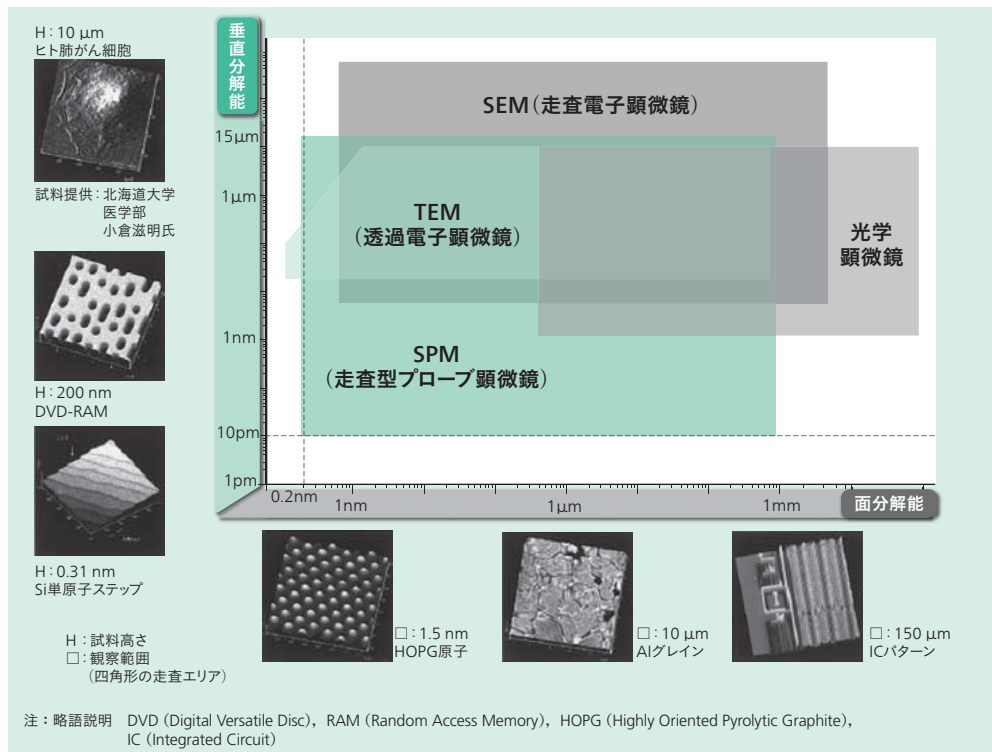 H：10 μm
ヒト肺がん細胞
試料提供：北海道大学
医学部
小倉滋明氏
H：200 nm
DVD-RAM
H：0.31 nm
Si単原子ステップ
H：試料高さ
□：観察範囲
（四角形の走査エリア）
垂直分解能
15μm
1μm
1nm
10pm
1pm
SEM（走査電子顕微鏡）
TEM
（透過電子顕微鏡）
光学
顕微鏡
SPM
（走査型プローブ顕微鏡）
0.2nm
1nm
1μm
1mm
面分解能
□：1.5 nm
HOPG原子
□：10 μm
Alグレイン
□：150 μm
ICパターン
注：略語説明　DVD（Digital Versatile Disc），RAM（Random Access Memory），HOPG（Highly Oriented Pyrolytic Graphite），
IC（Integrated Circuit）